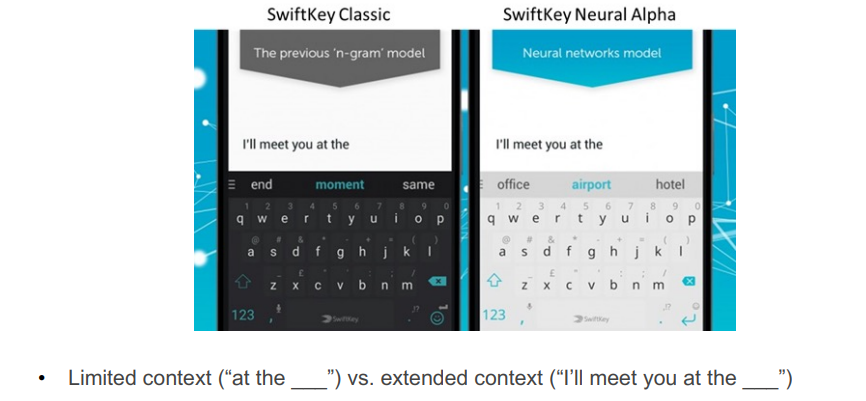 SwiftKey Classic
SwiftKey Neural Alpha
The previous 'n-gram' model
Neural networks model
I'll meet you at the
I'll meet you at the
end moment same
office airport hotel
1 2 3 4 5 6 7 8 9 0
q w e r t y u i o p
1 2 3 4 5 6 7 8 9 0
q w e r t y u i o p
a s d f g h j k l
a s d f g h j k l
z x c v b n m
z x c v b n m
123 , SwiftKey .
123 , SwiftKey .
• Limited context (“at the ___”) vs. extended context (“I’ll meet you at the ___”)